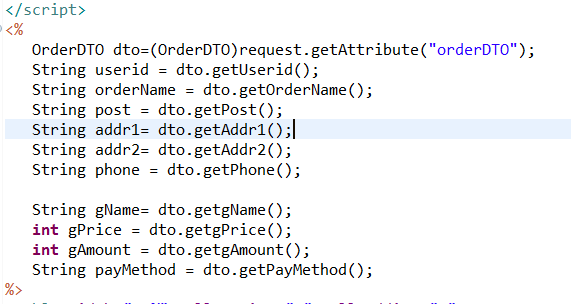 </script>
<%
OrderDTO dto=(OrderDTO)request.getAttribute("orderDTO");
String userid = dto.getUserid();
String orderName = dto.getOrderName();
String post = dto.getPost();
String addr1= dto.getAddr1();
String addr2= dto.getAddr2();
String phone = dto.getPhone();
String gName= dto.getgName();
int gPrice = dto.getgPrice();
int gAmount = dto.getgAmount();
String payMethod = dto.getPayMethod();
%>